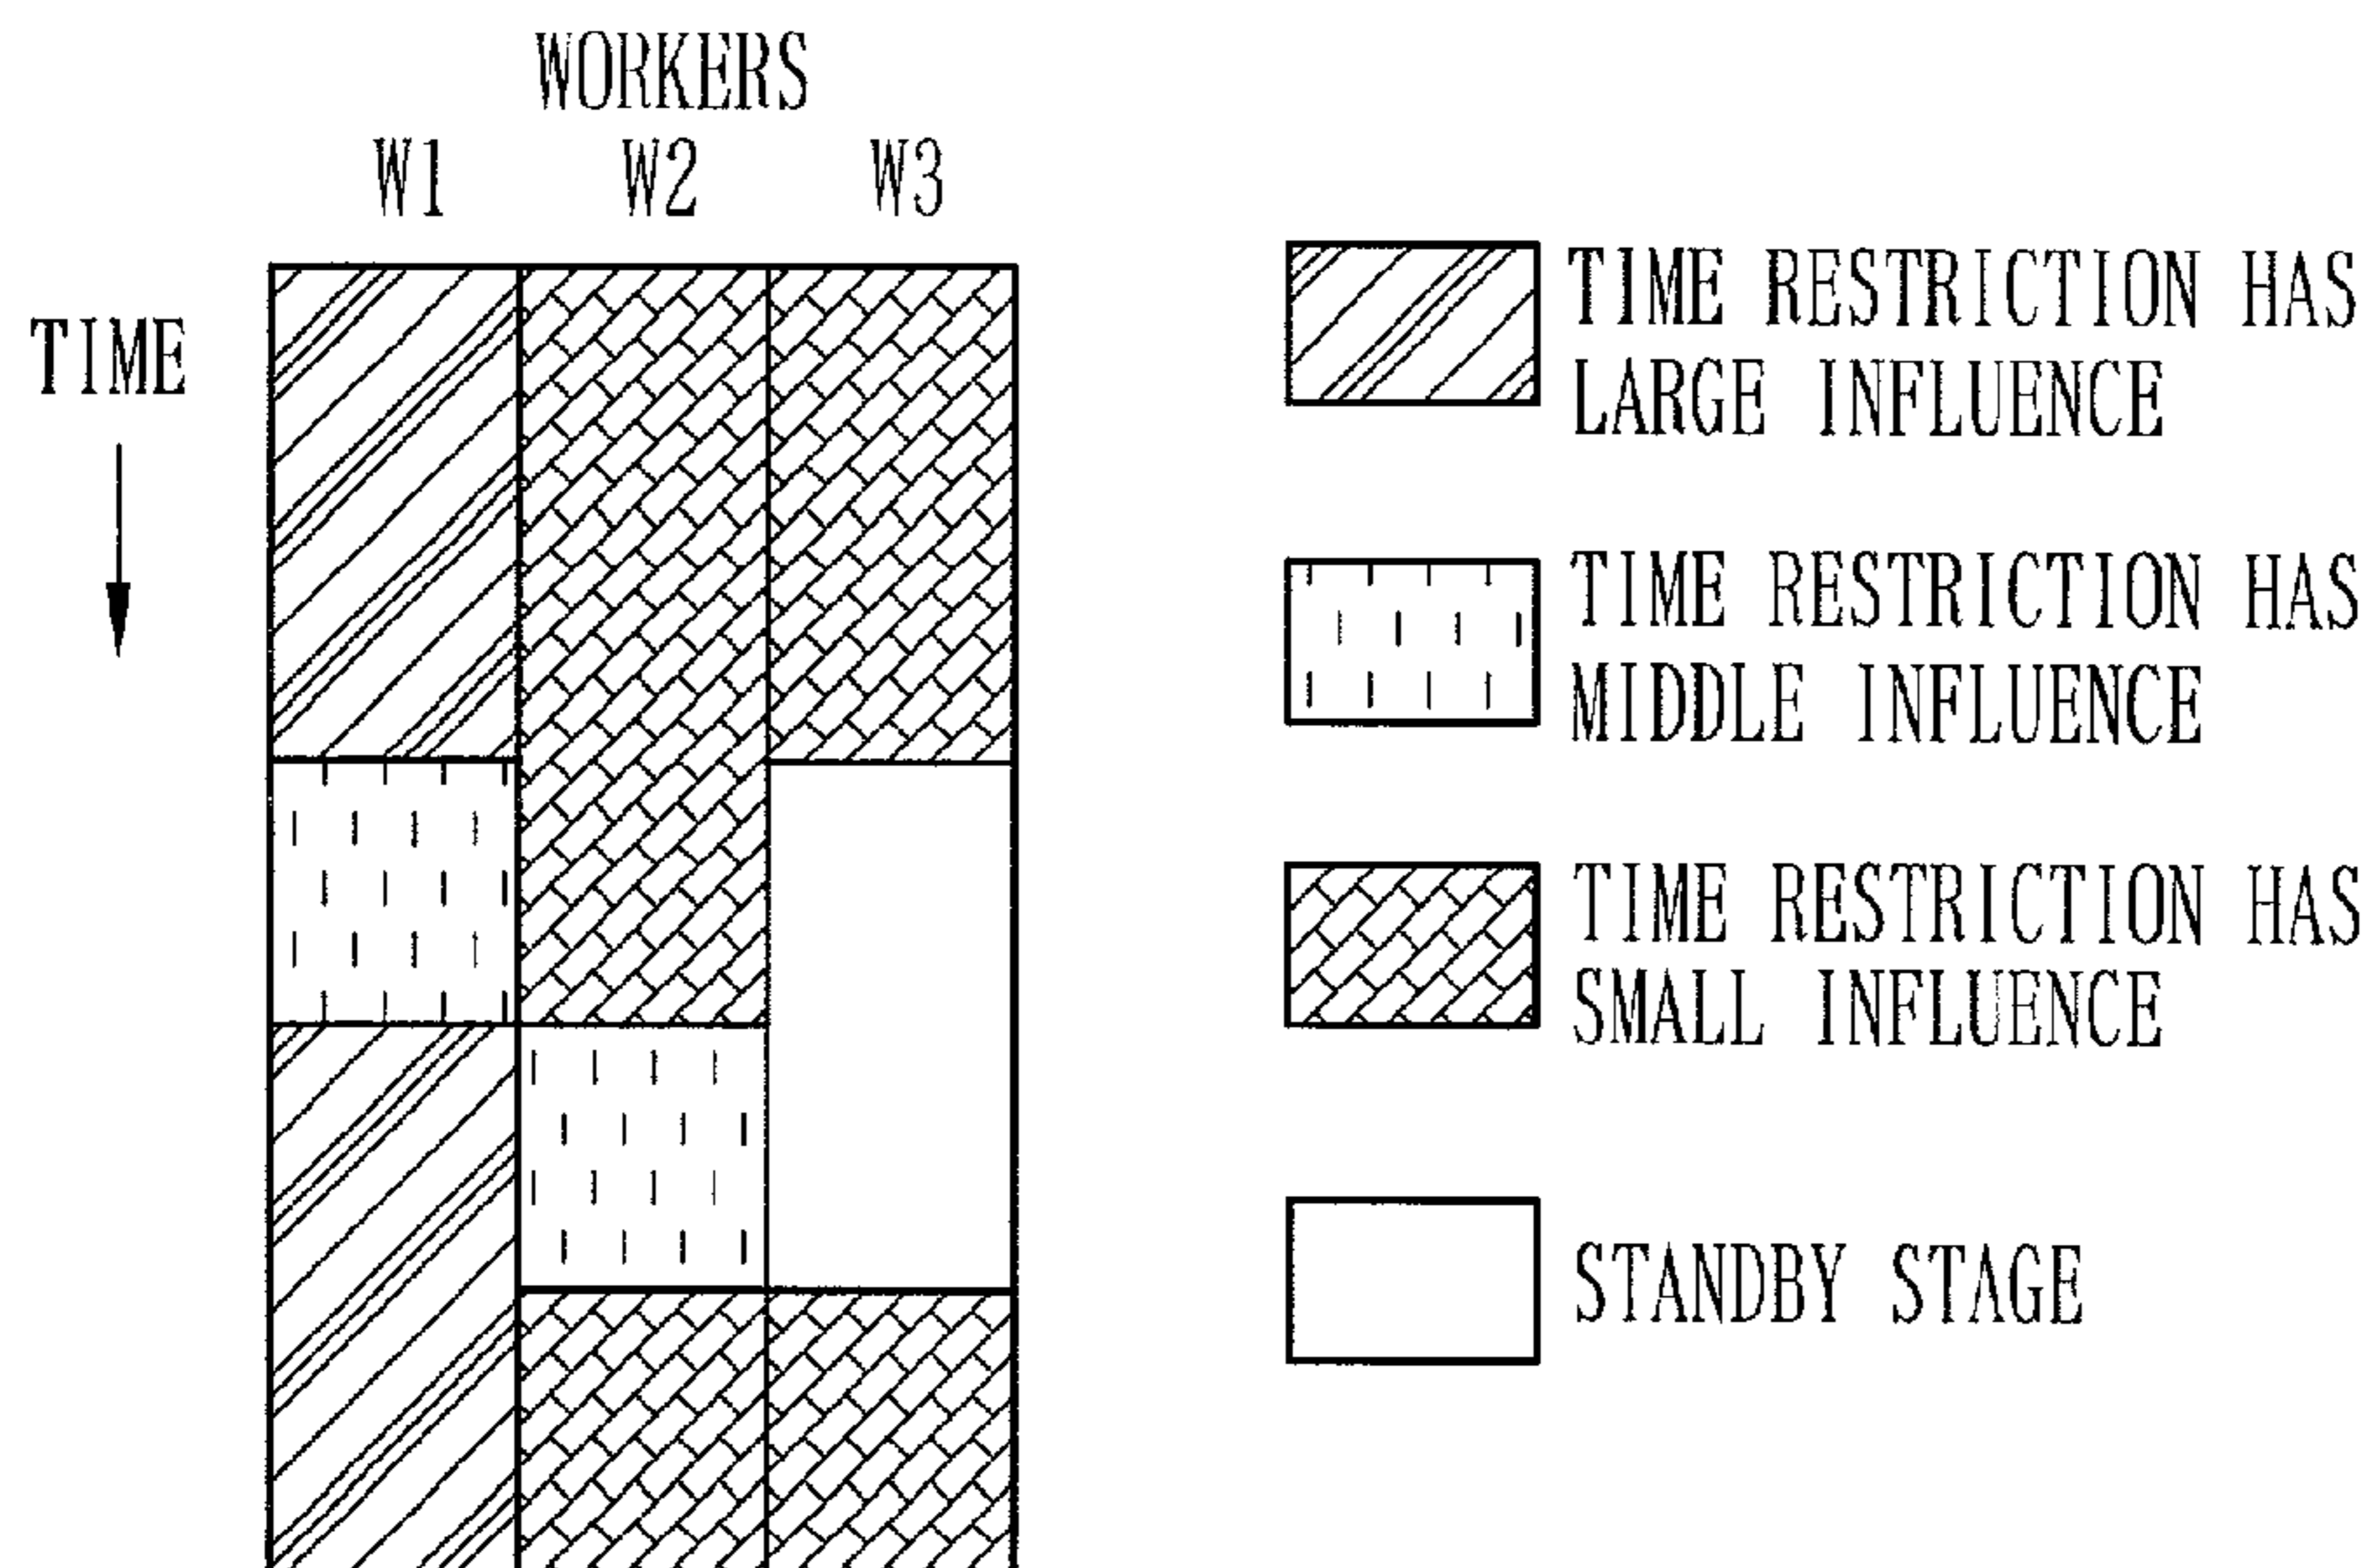 WORKERS
W1 W2 W3
TIME
TIME RESTRICTION HAS
LARGE INFLUENCE
TIME RESTRICTION HAS
MIDDLE INFLUENCE
TIME RESTRICTION HAS
SMALL INFLUENCE
STANDBY STAGE